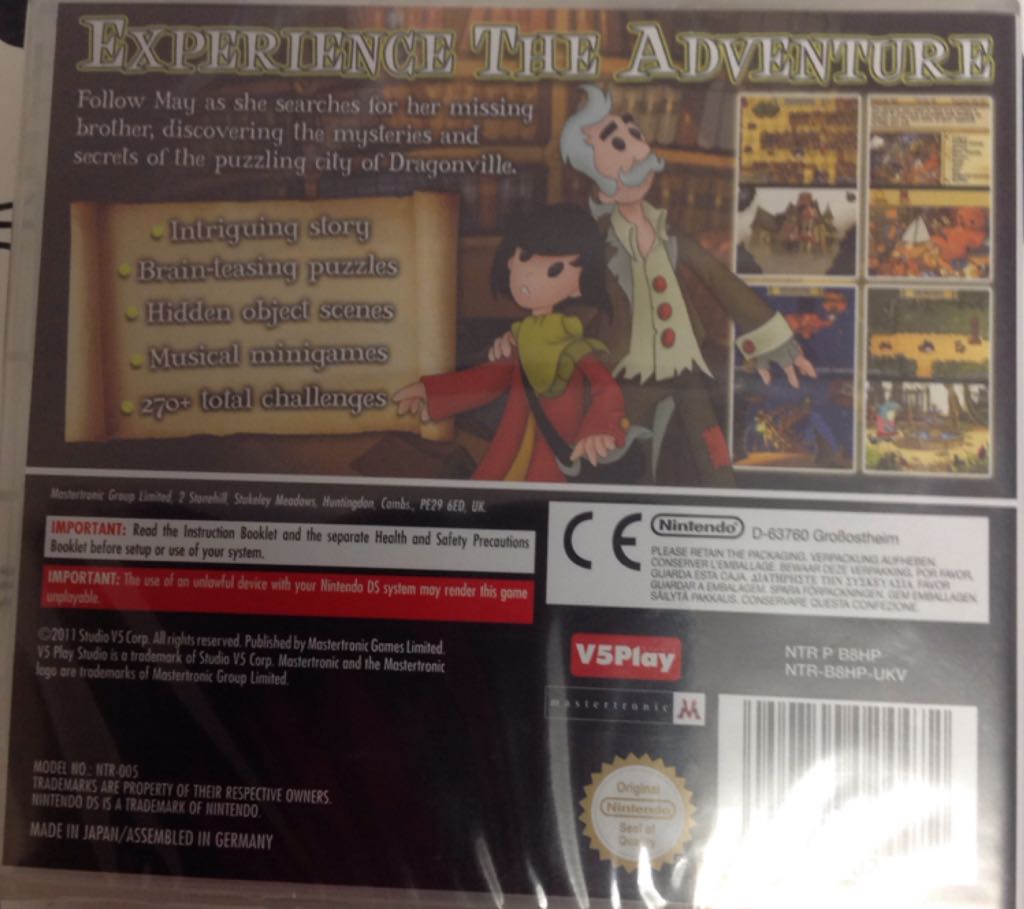 EXPERIENCE THE ADVENTURE
Follow May as she searches for her missing
brother, discovering the mysteries and
secrets of the puzzling city of Dragonville.
Intriguing story
Brain-teasing puzzles
Hidden object scenes
Musical minigames
270+ total challenges
Mastertronic Group Limited, 2 Stonehill, Stukeley Meadows, Huntingdon, Cambs., PE29 6ED, UK.
IMPORTANT: Read the Instruction Booklet and the separate Health and Safety Precautions
Booklet before setup or use of your system.
IMPORTANT: The use of an unlawful device with your Nintendo DS system may render this game
unplayable.
©2011 Studio V5 Corp. All rights reserved. Published by Mastertronic Games Limited.
V5 Play Studio is a trademark of Studio V5 Corp. Mastertronic and the Mastertronic
logo are trademarks of Mastertronic Group Limited.
MODEL NO.: NTR-005
TRADEMARKS ARE PROPERTY OF THEIR RESPECTIVE OWNERS.
NINTENDO DS IS A TRADEMARK OF NINTENDO.
MADE IN JAPAN/ASSEMBLED IN GERMANY
CE Nintendo D-63760 Großostheim
PLEASE RETAIN THE PACKAGING. VERPACKUNG AUFHEBEN.
CONSERVER L'EMBALLAGE. BEWAAR DEZE VERPAKKING. POR FAVOR,
GUARDA ESTA CAJA. ΔΙΑΤΗΡΗΣΤΕ ΤΗΝ ΣΥΣΚΕΥΑΣΙΑ. FAVOR
GUARDAR A EMBALAGEM. SPARA FÖRPACKNINGEN. GEM EMBALLAGEN.
SÄILYTÄ PAKKAUS. CONSERVARE QUESTA CONFEZIONE.
V5Play
mastertronic
NTR P B8HP
NTR-B8HP-UKV
Original
Nintendo
Seal of
Quality